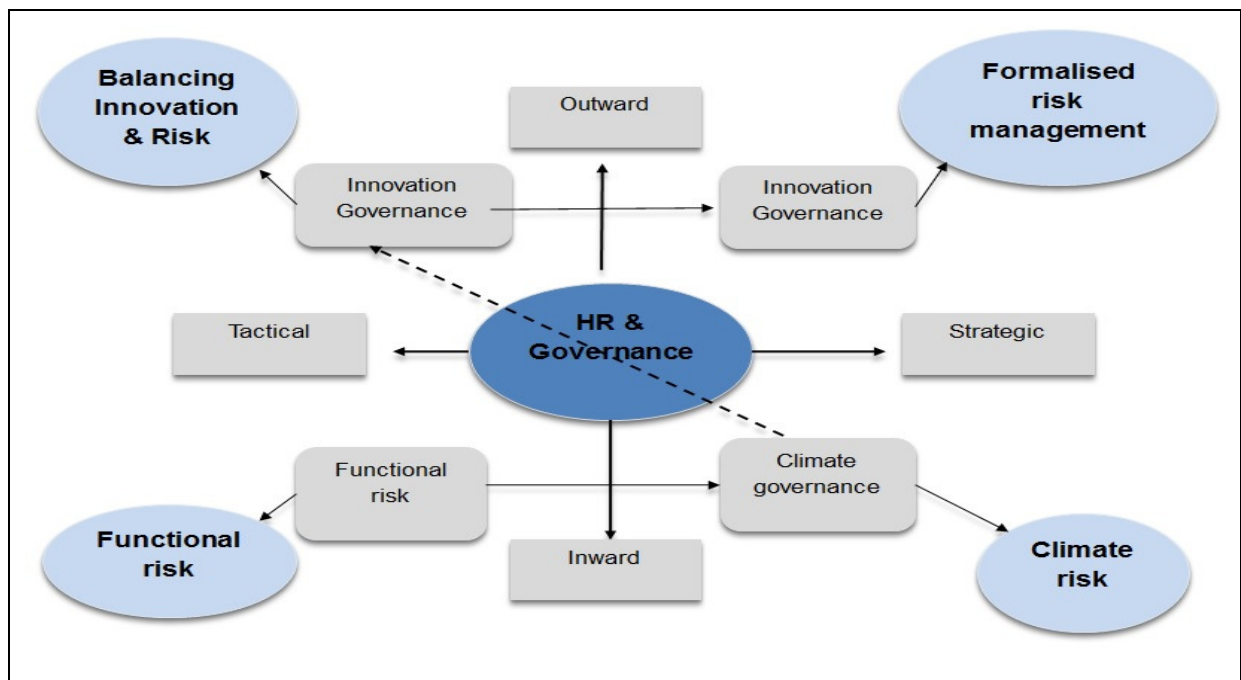 Balancing
Innovation
& Risk
Outward
Formalised
risk
management
Innovation
Governance
Innovation
Governance
Tactical
HR &
Governance
Strategic
Functional
risk
Climate
governance
Functional
risk
Inward
Climate
risk